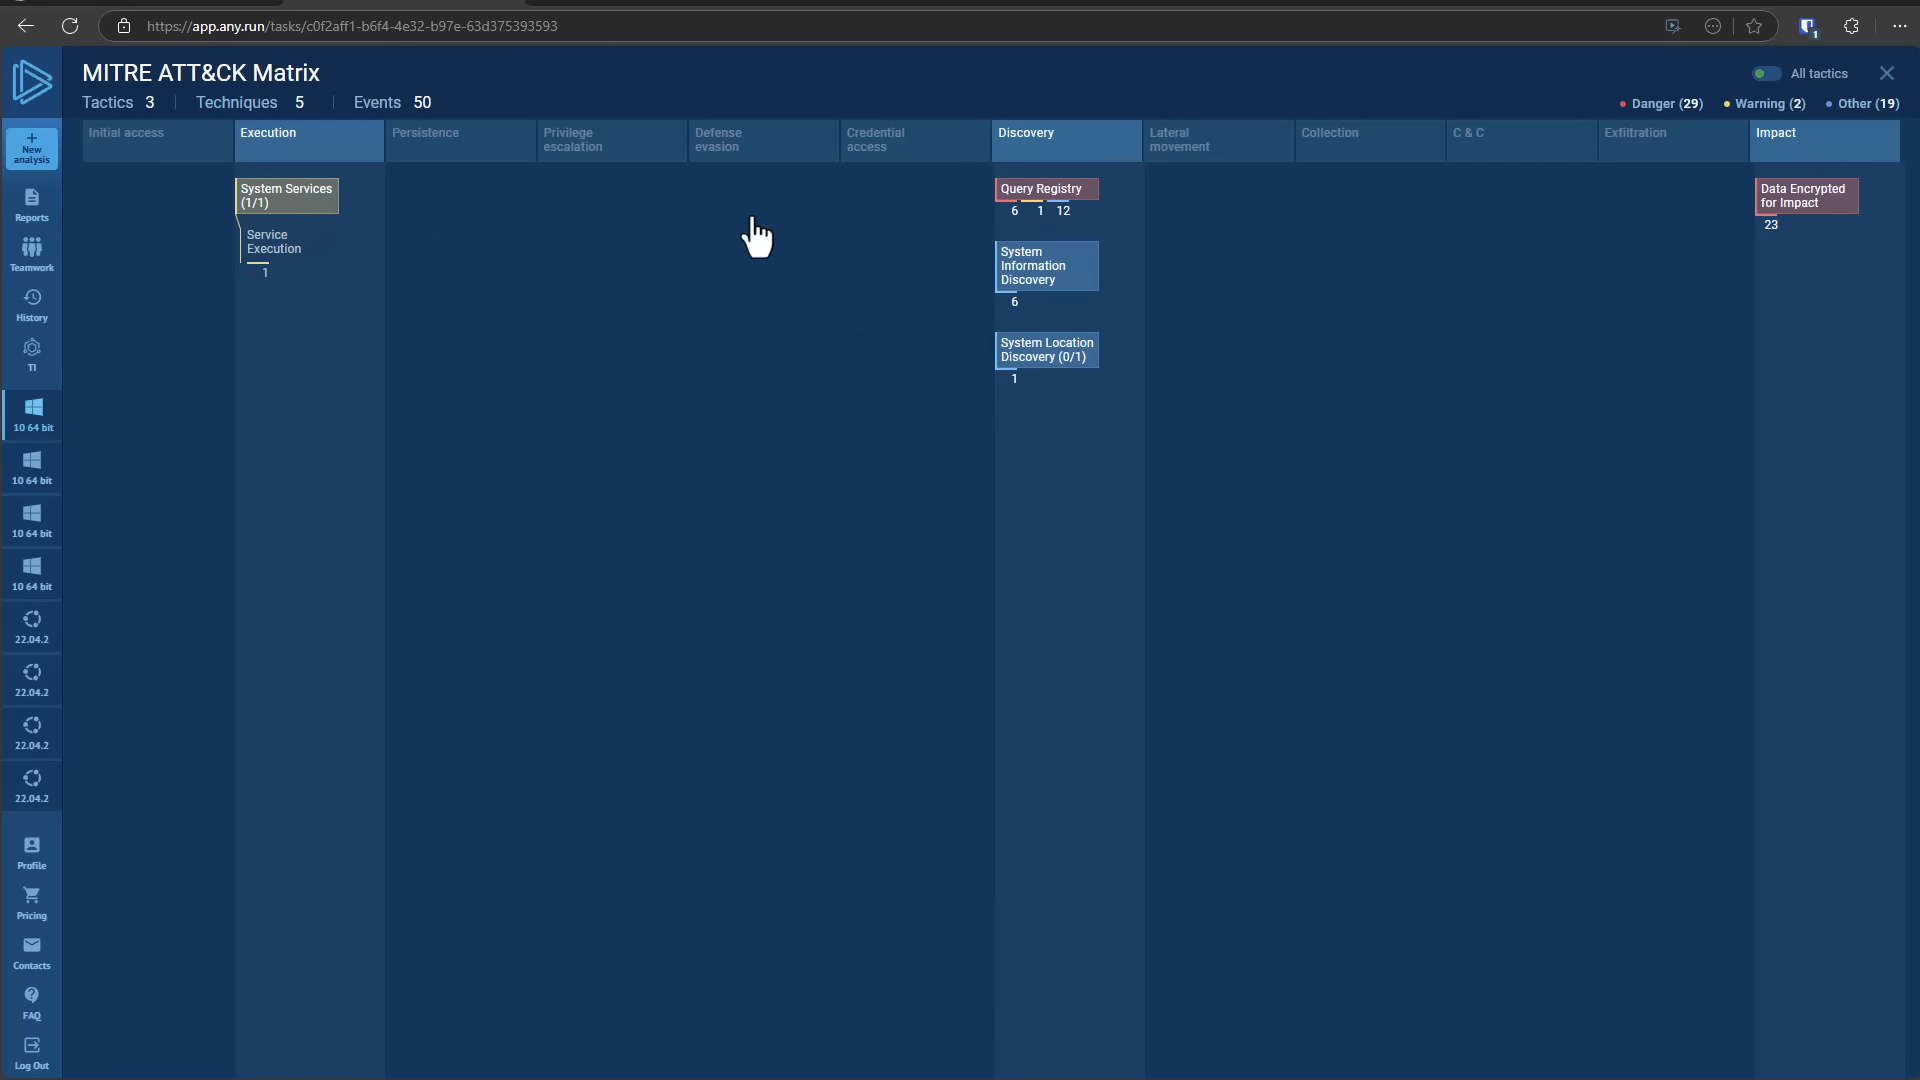 https://app.any.run/tasks/c0f2aff1-b6f4-4e32-b97e-63d375393593
1
MITRE ATT&CK Matrix
All tactics
Tactics 3 Techniques 5 Events 50
Danger (29) Warning (2) Other (19)
Initial access
Execution
Persistence
Privilege
escalation
Defense
evasion
Credential
access
Discovery
Lateral
movement
Collection
C & C
Exfiltration
Impact
System Services
(1/1)
Service
Execution
1
Query Registry
6 1 12
System
Information
Discovery
6
System Location
Discovery (0/1)
1
Data Encrypted
for Impact
23
+
New
analysis
Reports
Teamwork
History
TI
10 64 bit
10 64 bit
10 64 bit
10 64 bit
22.04.2
22.04.2
22.04.2
22.04.2
Profile
Pricing
Contacts
FAQ
Log Out